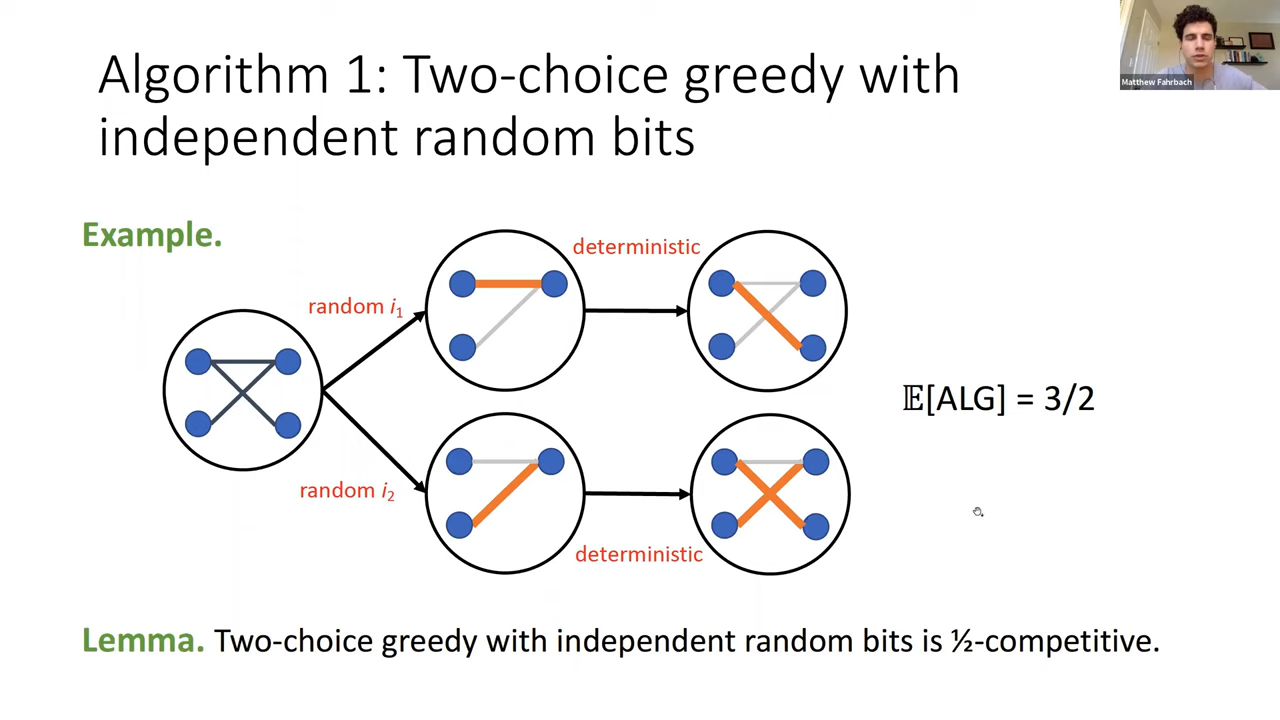 Algorithm 1: Two-choice greedy with
independent random bits
Matthew Fahrbach
Example.
deterministic
random i₁
𝔼[ALG] = 3/2
random i₂
deterministic
Lemma. Two-choice greedy with independent random bits is ½-competitive.